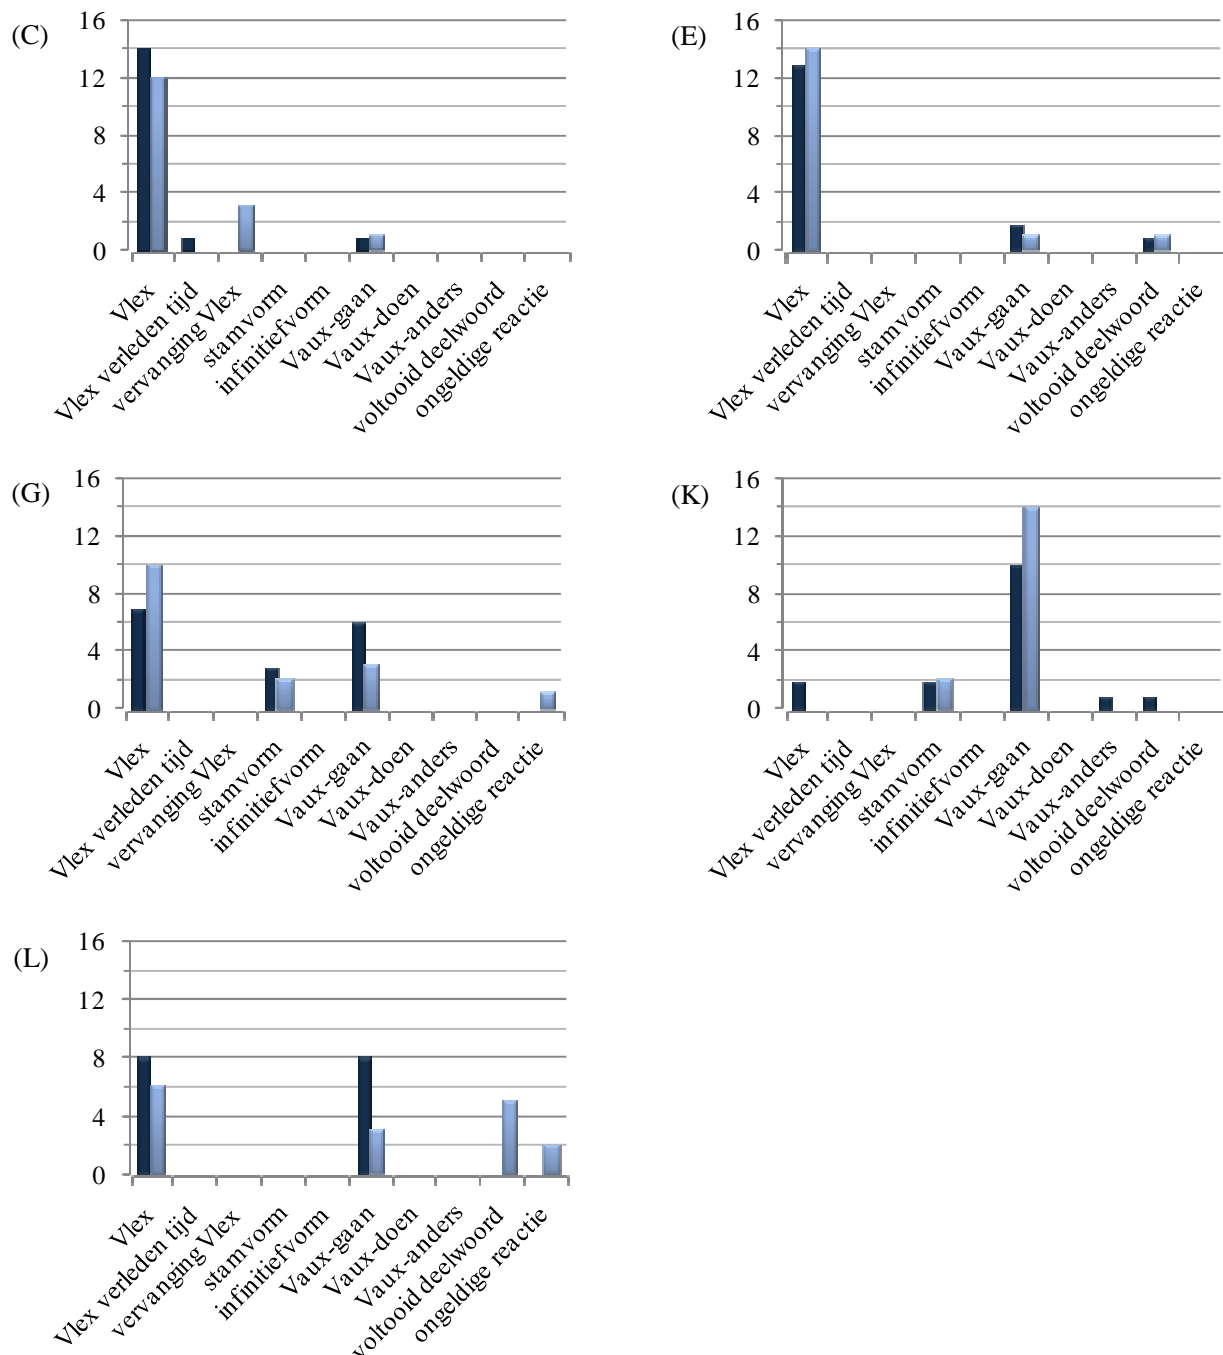 (C)
16
12
8
4
0
Vlex
Vlex verleden tijd
vervanging Vlex
stamvorm
infinitiefvorm
Vaux-gaan
Vaux-doen
Vaux-anders
voltooid deelwoord
ongeldige reactie
(E)
16
12
8
4
0
Vlex
Vlex verleden tijd
vervanging Vlex
stamvorm
infinitiefvorm
Vaux-gaan
Vaux-doen
Vaux-anders
voltooid deelwoord
ongeldige reactie
(G)
16
12
8
4
0
Vlex
Vlex verleden tijd
vervanging Vlex
stamvorm
infinitiefvorm
Vaux-gaan
Vaux-doen
Vaux-anders
voltooid deelwoord
ongeldige reactie
(K)
16
12
8
4
0
Vlex
Vlex verleden tijd
vervanging Vlex
stamvorm
infinitiefvorm
Vaux-gaan
Vaux-doen
Vaux-anders
voltooid deelwoord
ongeldige reactie
(L)
16
12
8
4
0
Vlex
Vlex verleden tijd
vervanging Vlex
stamvorm
infinitiefvorm
Vaux-gaan
Vaux-doen
Vaux-anders
voltooid deelwoord
ongeldige reactie